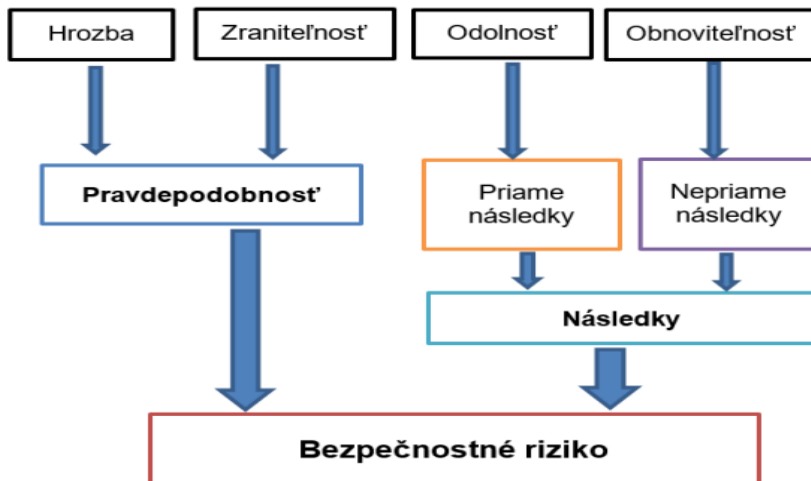 Hrozba
Zraniteľnosť
Odolnosť
Obnoviteľnosť
Pravdepodobnosť
Priame
následky
Nepriame
následky
Následky
Bezpečnostné riziko